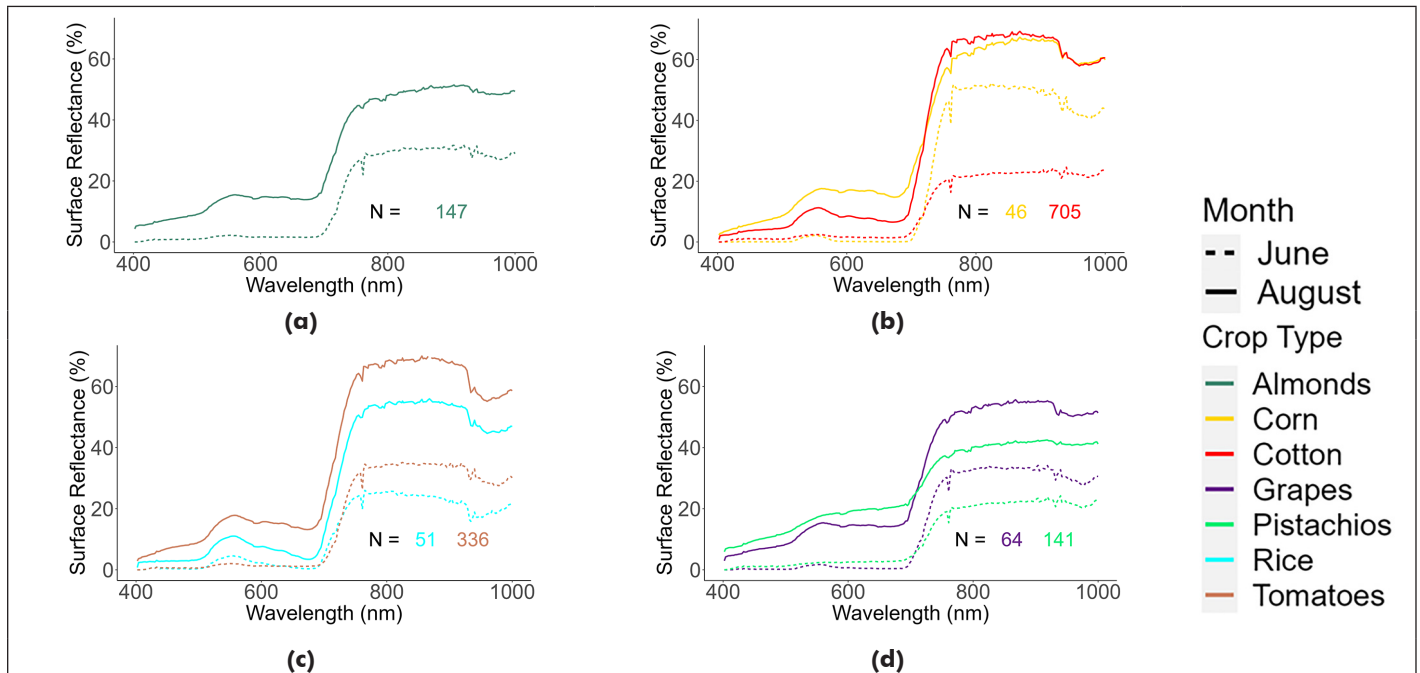 Surface Reflectance (%)
60
40
20
0
N = 147
400 600 800 1000
Wavelength (nm)
(a)
Surface Reflectance (%)
60
40
20
0
N = 46 705
400 600 800 1000
Wavelength (nm)
(b)
Surface Reflectance (%)
60
40
20
0
N = 51 336
400 600 800 1000
Wavelength (nm)
(c)
Surface Reflectance (%)
60
40
20
0
N = 64 141
400 600 800 1000
Wavelength (nm)
(d)
Month
June
August
Crop Type
Almonds
Corn
Cotton
Grapes
Pistachios
Rice
Tomatoes